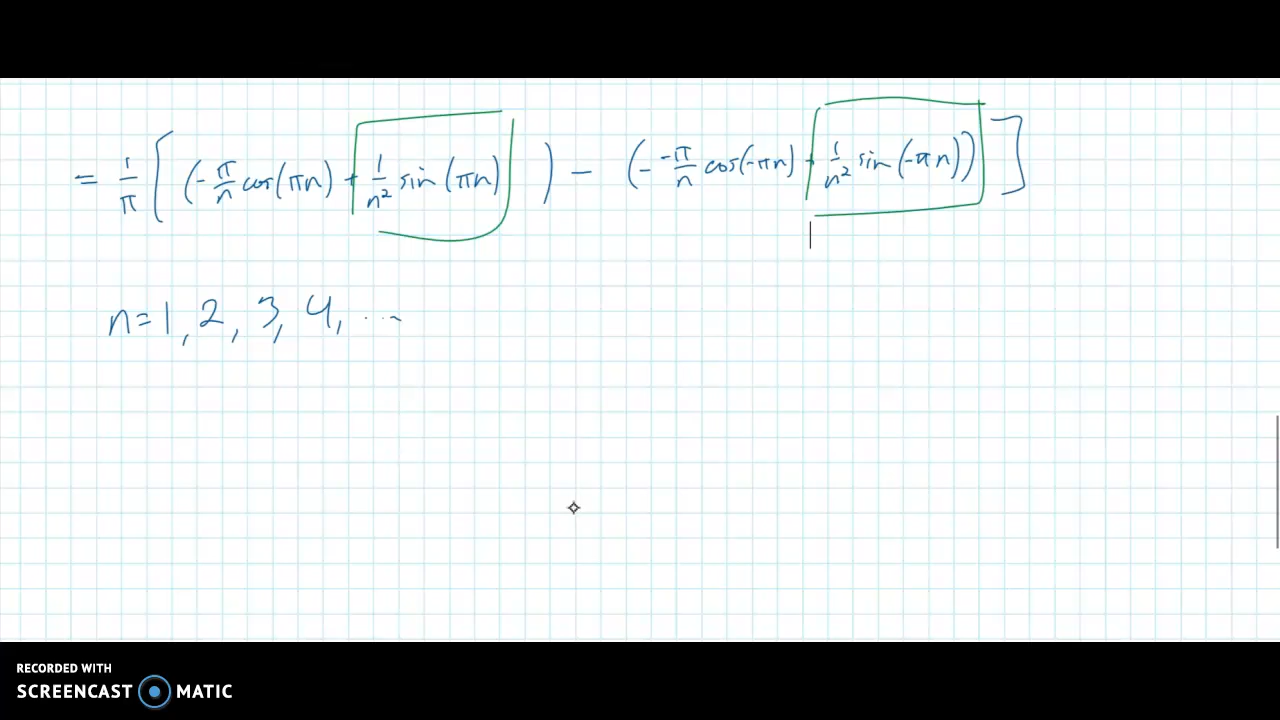 = 1/π [ (-π/n cos(πn) + 1/n² sin(πn) ) - (- -π/n cos(-πn) + 1/n² sin(-πn)) ]
n=1, 2, 3, 4, ...
RECORDED WITH
SCREENCAST MATIC